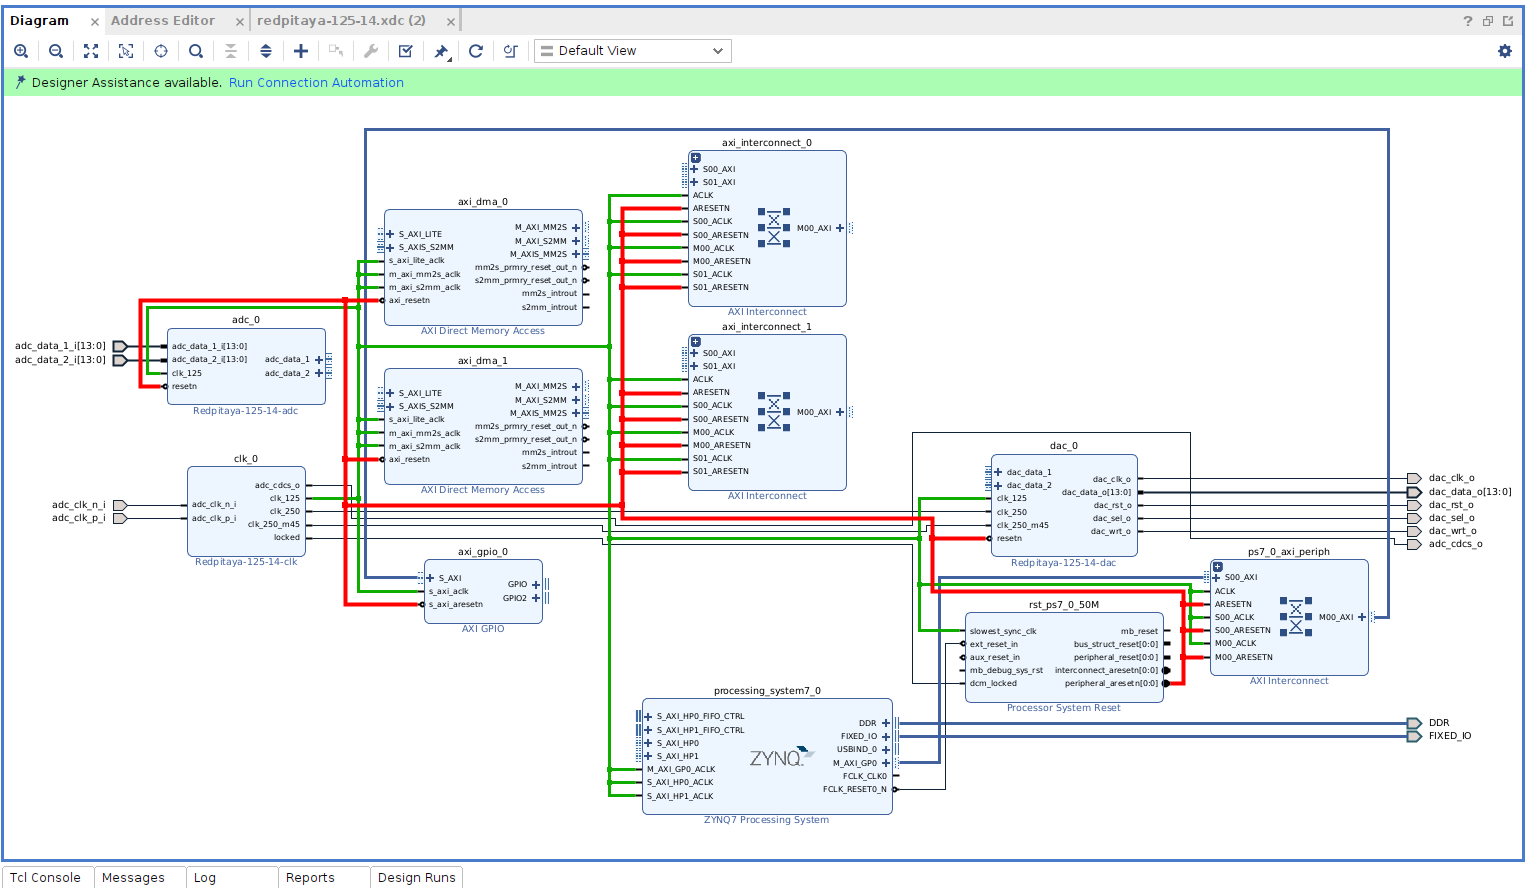 Diagram
Address Editor
redpitaya-125-14.xdc (2)
Default View
Designer Assistance available. Run Connection Automation
axi_interconnect_0
S00_AXI
S01_AXI
ACLK
ARESETN
S00_ACLK
S00_ARESETN
M00_ACLK
M00_ARESETN
S01_ACLK
S01_ARESETN
M00_AXI
AXI Interconnect
axi_dma_0
S_AXI_LITE
S_AXIS_S2MM
s_axi_lite_aclk
m_axi_mm2s_aclk
m_axi_s2mm_aclk
axi_resetn
M_AXI_MM2S
M_AXI_S2MM
M_AXIS_MM2S
mm2s_prmry_reset_out_n
s2mm_prmry_reset_out_n
mm2s_introut
s2mm_introut
AXI Direct Memory Access
adc_data_1_i[13:0]
adc_data_2_i[13:0]
adc_0
adc_data_1_i[13:0]
adc_data_2_i[13:0]
clk_125
resetn
adc_data_1
adc_data_2
Redpitaya-125-14-adc
axi_interconnect_1
S00_AXI
S01_AXI
ACLK
ARESETN
S00_ACLK
S00_ARESETN
M00_ACLK
M00_ARESETN
S01_ACLK
S01_ARESETN
M00_AXI
AXI Interconnect
axi_dma_1
S_AXI_LITE
S_AXIS_S2MM
s_axi_lite_aclk
m_axi_mm2s_aclk
m_axi_s2mm_aclk
axi_resetn
M_AXI_MM2S
M_AXI_S2MM
M_AXIS_MM2S
mm2s_prmry_reset_out_n
s2mm_prmry_reset_out_n
mm2s_introut
s2mm_introut
AXI Direct Memory Access
adc_clk_n_i
adc_clk_p_i
clk_0
adc_clk_n_i
adc_clk_p_i
adc_cdcs_o
clk_125
clk_250
clk_250_m45
locked
Redpitaya-125-14-clk
dac_0
dac_data_1
dac_data_2
clk_125
clk_250
clk_250_m45
resetn
dac_clk_o
dac_data_o[13:0]
dac_rst_o
dac_sel_o
dac_wrt_o
Redpitaya-125-14-dac
dac_clk_o
dac_data_o[13:0]
dac_rst_o
dac_sel_o
dac_wrt_o
adc_cdcs_o
axi_gpio_0
S_AXI
s_axi_aclk
s_axi_aresetn
GPIO
GPIO2
AXI GPIO
ps7_0_axi_periph
S00_AXI
ACLK
ARESETN
S00_ACLK
S00_ARESETN
M00_ACLK
M00_ARESETN
M00_AXI
AXI Interconnect
rst_ps7_0_50M
slowest_sync_clk
ext_reset_in
aux_reset_in
mb_debug_sys_rst
dcm_locked
mb_reset
bus_struct_reset[0:0]
peripheral_reset[0:0]
interconnect_aresetn[0:0]
peripheral_aresetn[0:0]
Processor System Reset
processing_system7_0
S_AXI_HP0_FIFO_CTRL
S_AXI_HP1_FIFO_CTRL
S_AXI_HP0
S_AXI_HP1
M_AXI_GP0_ACLK
S_AXI_HP0_ACLK
S_AXI_HP1_ACLK
ZYNQ
DDR
FIXED_IO
USBIND_0
M_AXI_GP0
FCLK_CLK0
FCLK_RESET0_N
ZYNQ7 Processing System
DDR
FIXED_IO
Tcl Console
Messages
Log
Reports
Design Runs